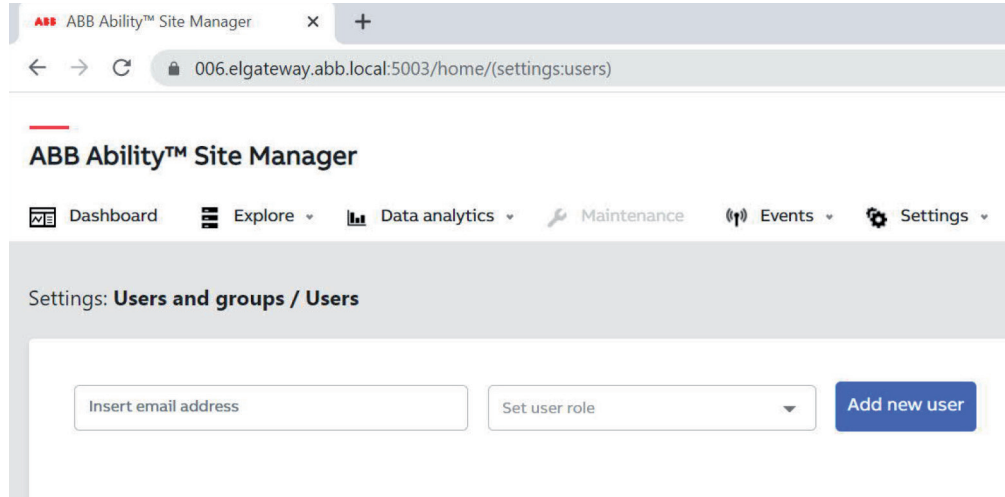 ABB ABB Ability™ Site Manager
006.elgateway.abb.local:5003/home/(settings:users)
ABB Ability™ Site Manager
Dashboard Explore Data analytics Maintenance Events Settings
Settings: Users and groups / Users
Insert email address Set user role Add new user